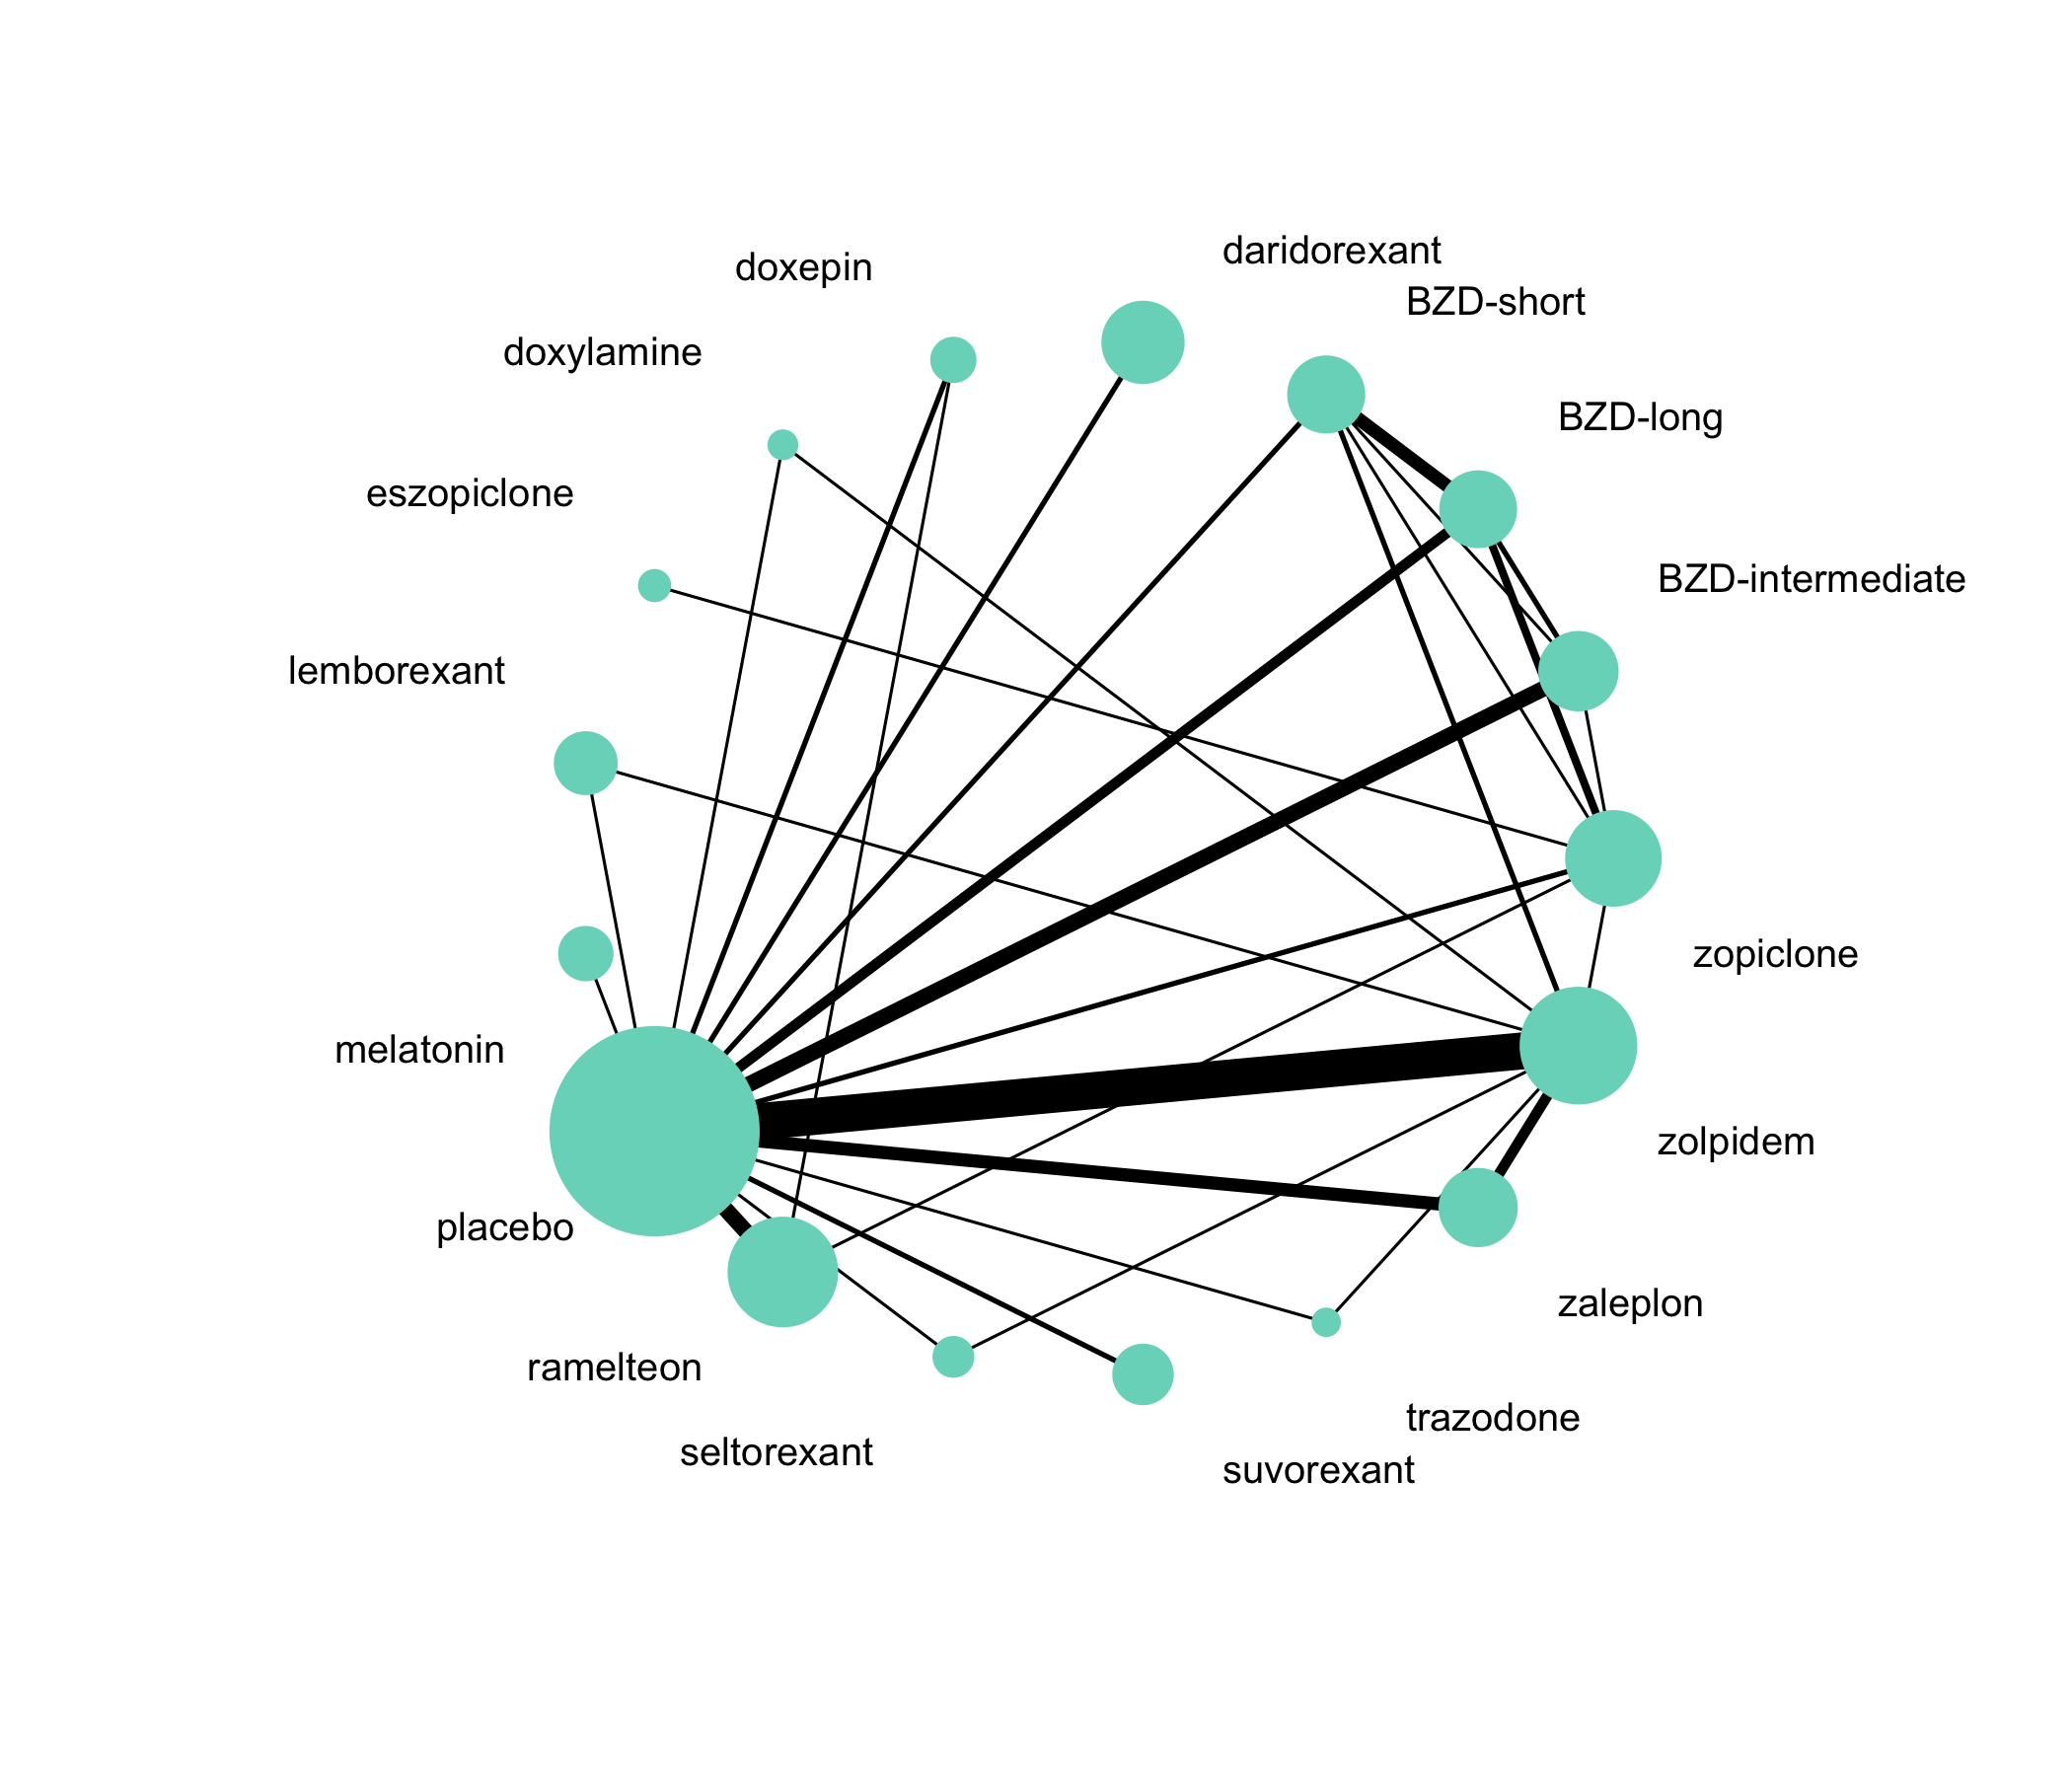 daridorexant
doxepin
BZD-short
doxylamine
BZD-long
eszopiclone
BZD-intermediate
lemborexant
zopiclone
melatonin
zolpidem
placebo
zaleplon
ramelteon
trazodone
seltorexant
suvorexant